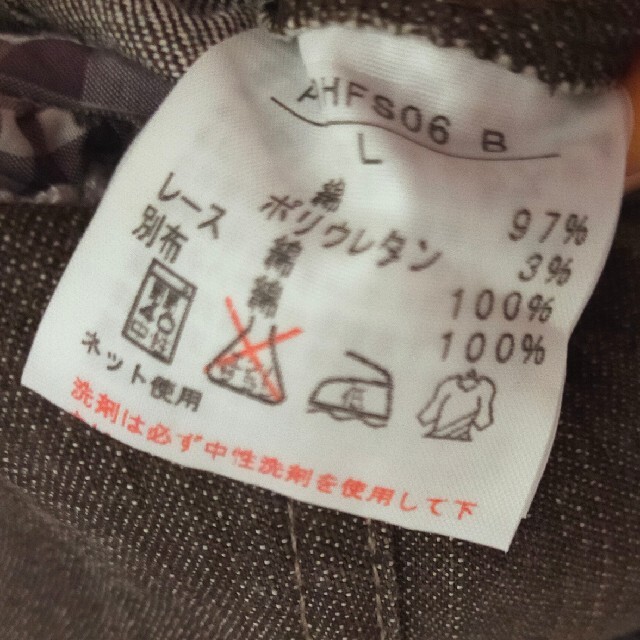 AHFS06 B
L
綿 97%
ポリウレタン 3%
レース 綿 100%
別布 綿 100%
40
ネット使用
洗剤は必ず中性洗剤を使用して下